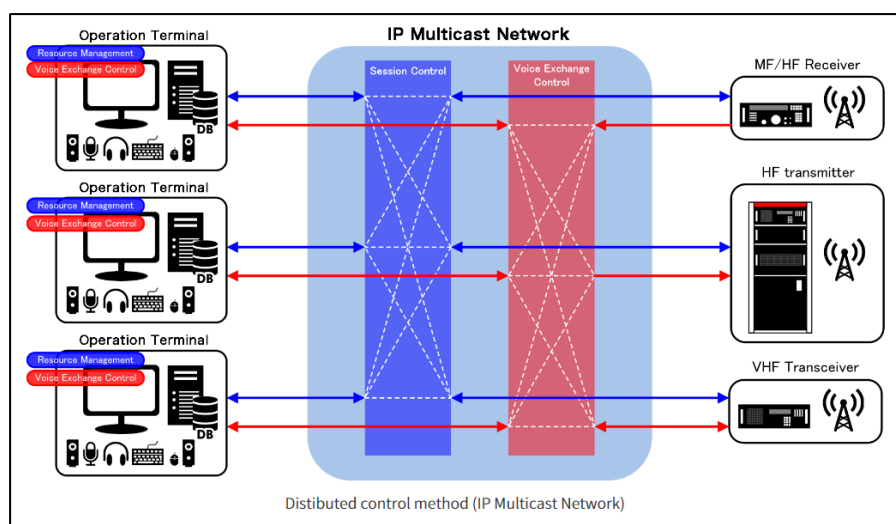 IP Multicast Network
Operation Terminal
Resource Management
Voice Exchange Control
DB
Operation Terminal
Resource Management
Voice Exchange Control
DB
Operation Terminal
Resource Management
Voice Exchange Control
DB
Session Control
Voice Exchange
Control
MF/HF Receiver
HF transmitter
VHF Transceiver
Distibuted control method (IP Multicast Network)